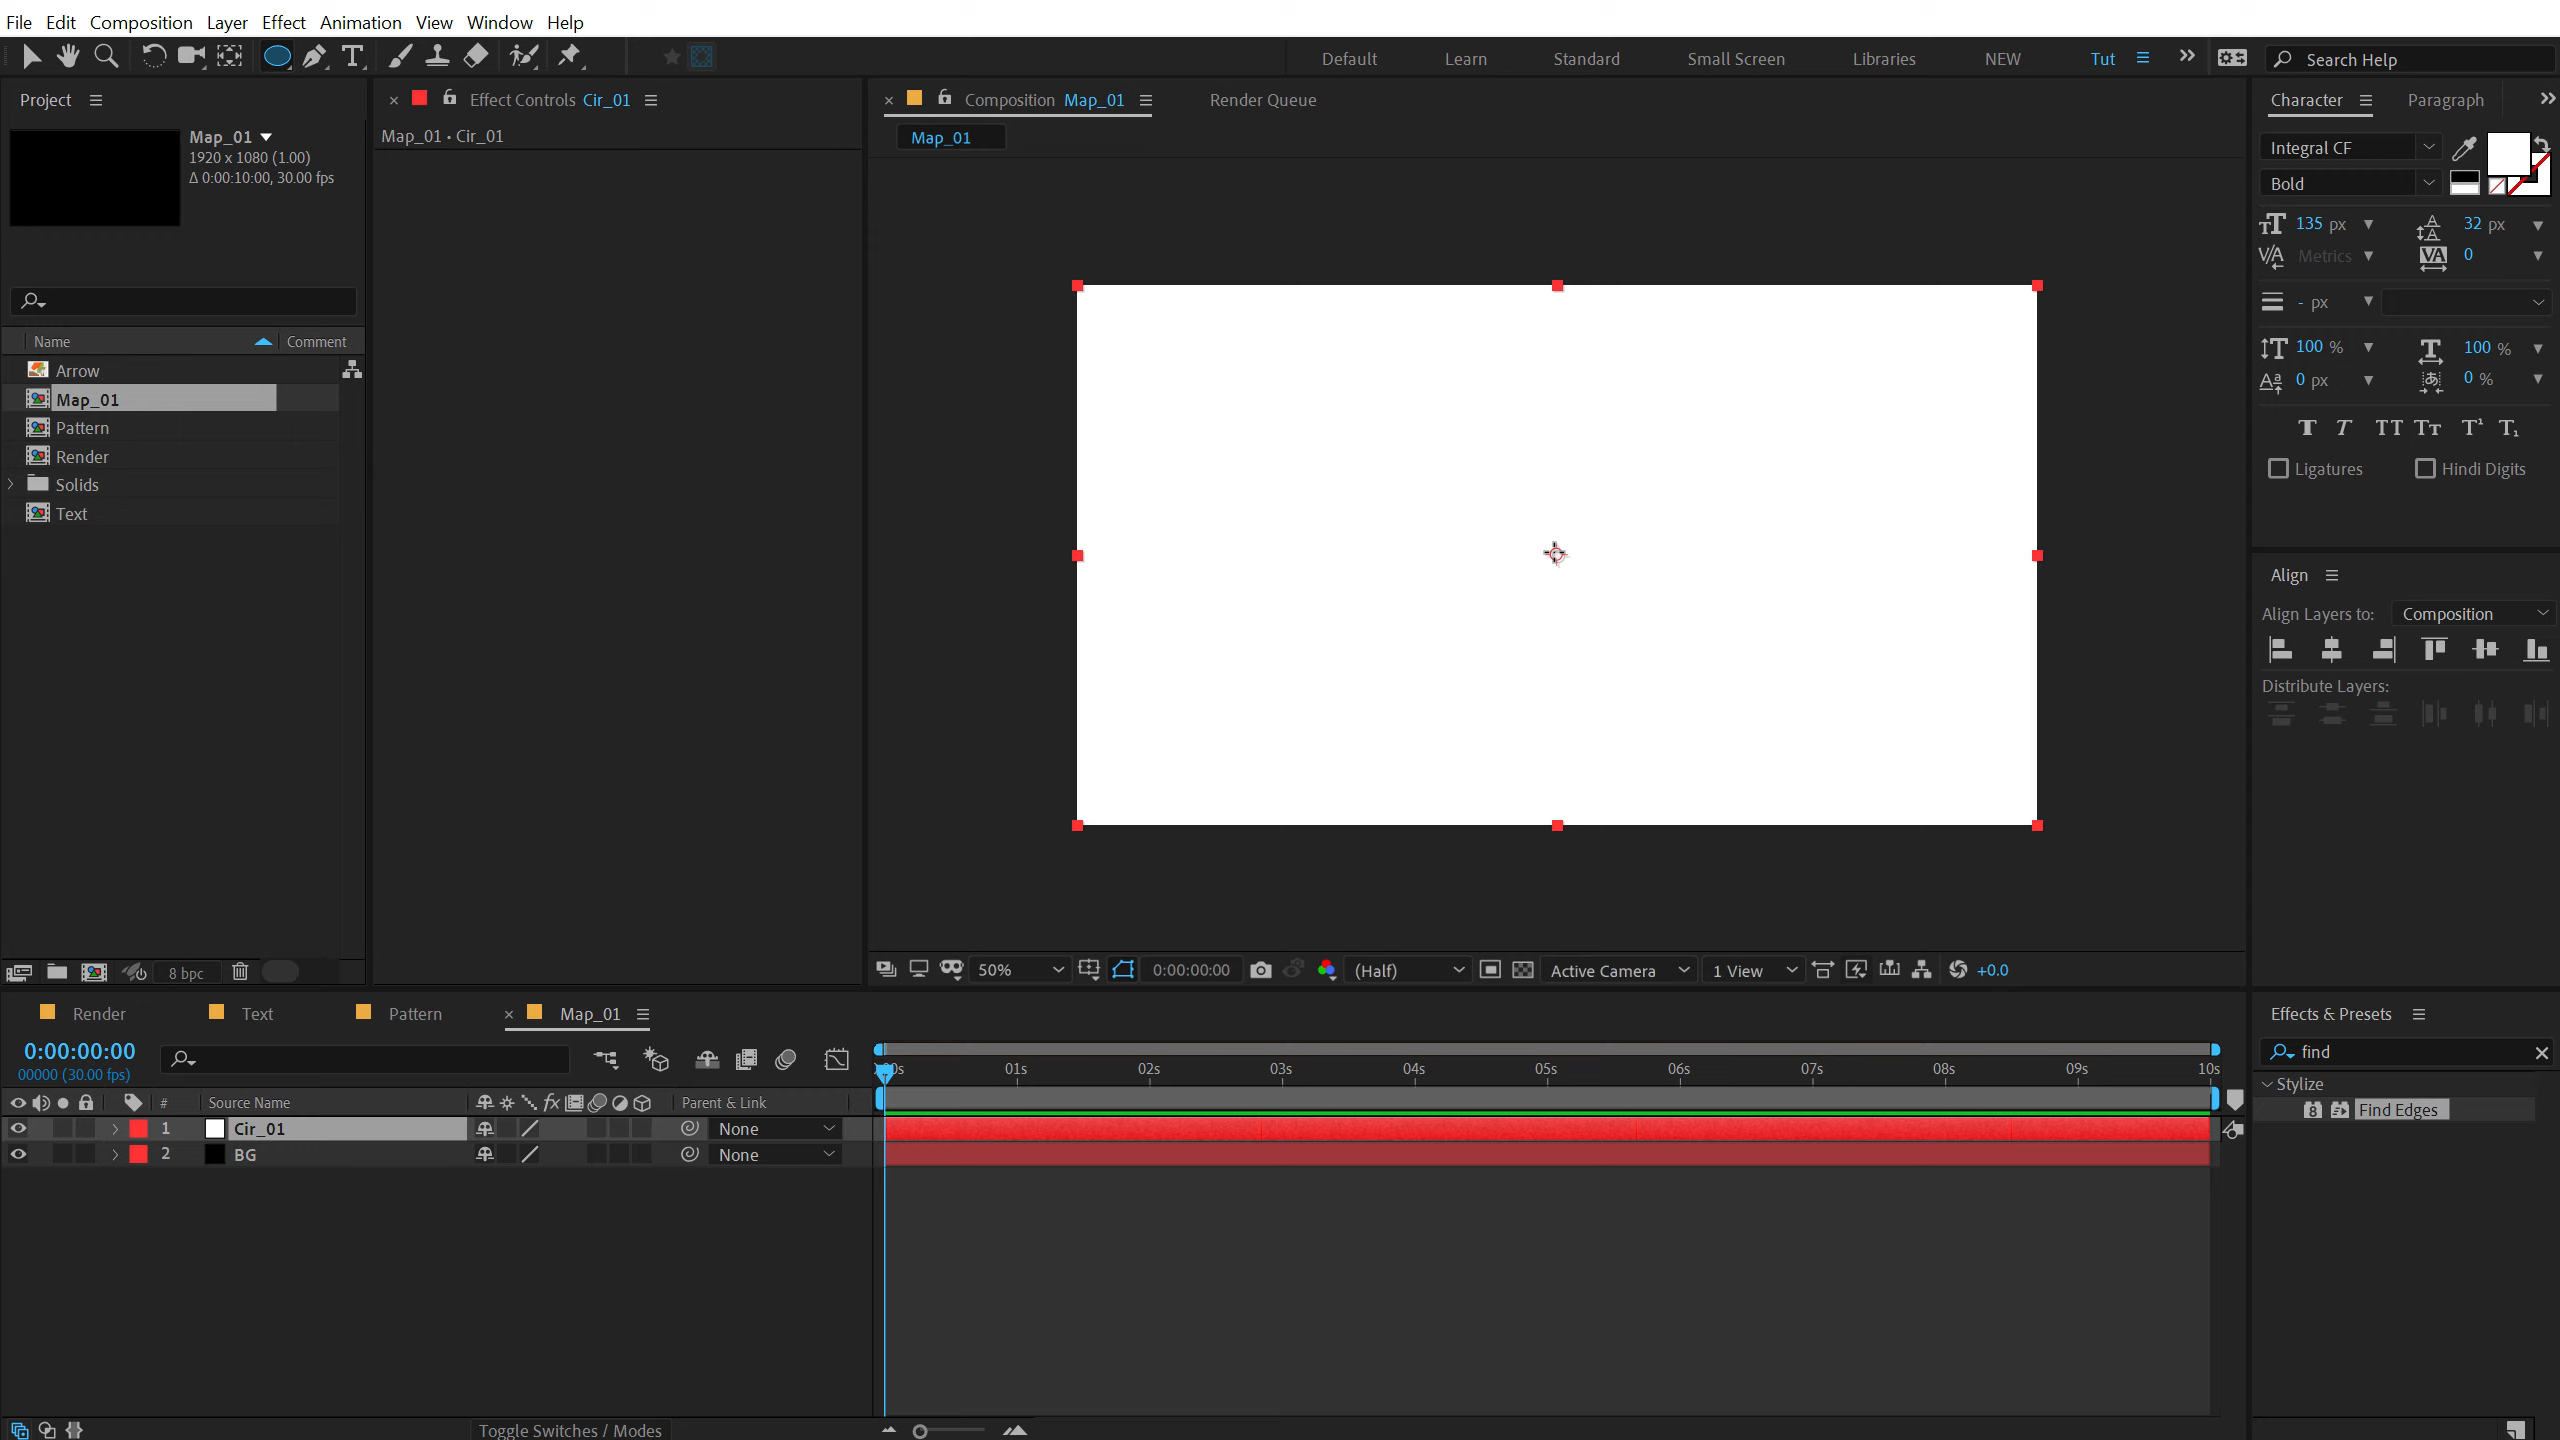 File Edit Composition Layer Effect Animation View Window Help
Default Learn Standard Small Screen Libraries NEW Tut Search Help
Project
Effect Controls Cir_01
Composition Map_01
Render Queue
Character Paragraph
Map_01
1920 x 1080 (1.00)
Δ 0:00:10:00, 30.00 fps
Map_01 • Cir_01
Map_01
Integral CF
Bold
135 px 32 px
Metrics 0
- px
100 % 100 %
0 px 0 %
Ligatures Hindi Digits
Name Comment
Arrow
Map_01
Pattern
Render
Solids
Text
Align
Align Layers to: Composition
Distribute Layers:
8 bpc
50% 0:00:00:00 (Half) Active Camera 1 View +0.0
Render Text Pattern Map_01
0:00:00:00
00000 (30.00 fps)
01s 02s 03s 04s 05s 06s 07s 08s 09s 10s
# Source Name Parent & Link
1 Cir_01 None
2 BG None
Toggle Switches / Modes
Effects & Presets
find
Stylize
Find Edges